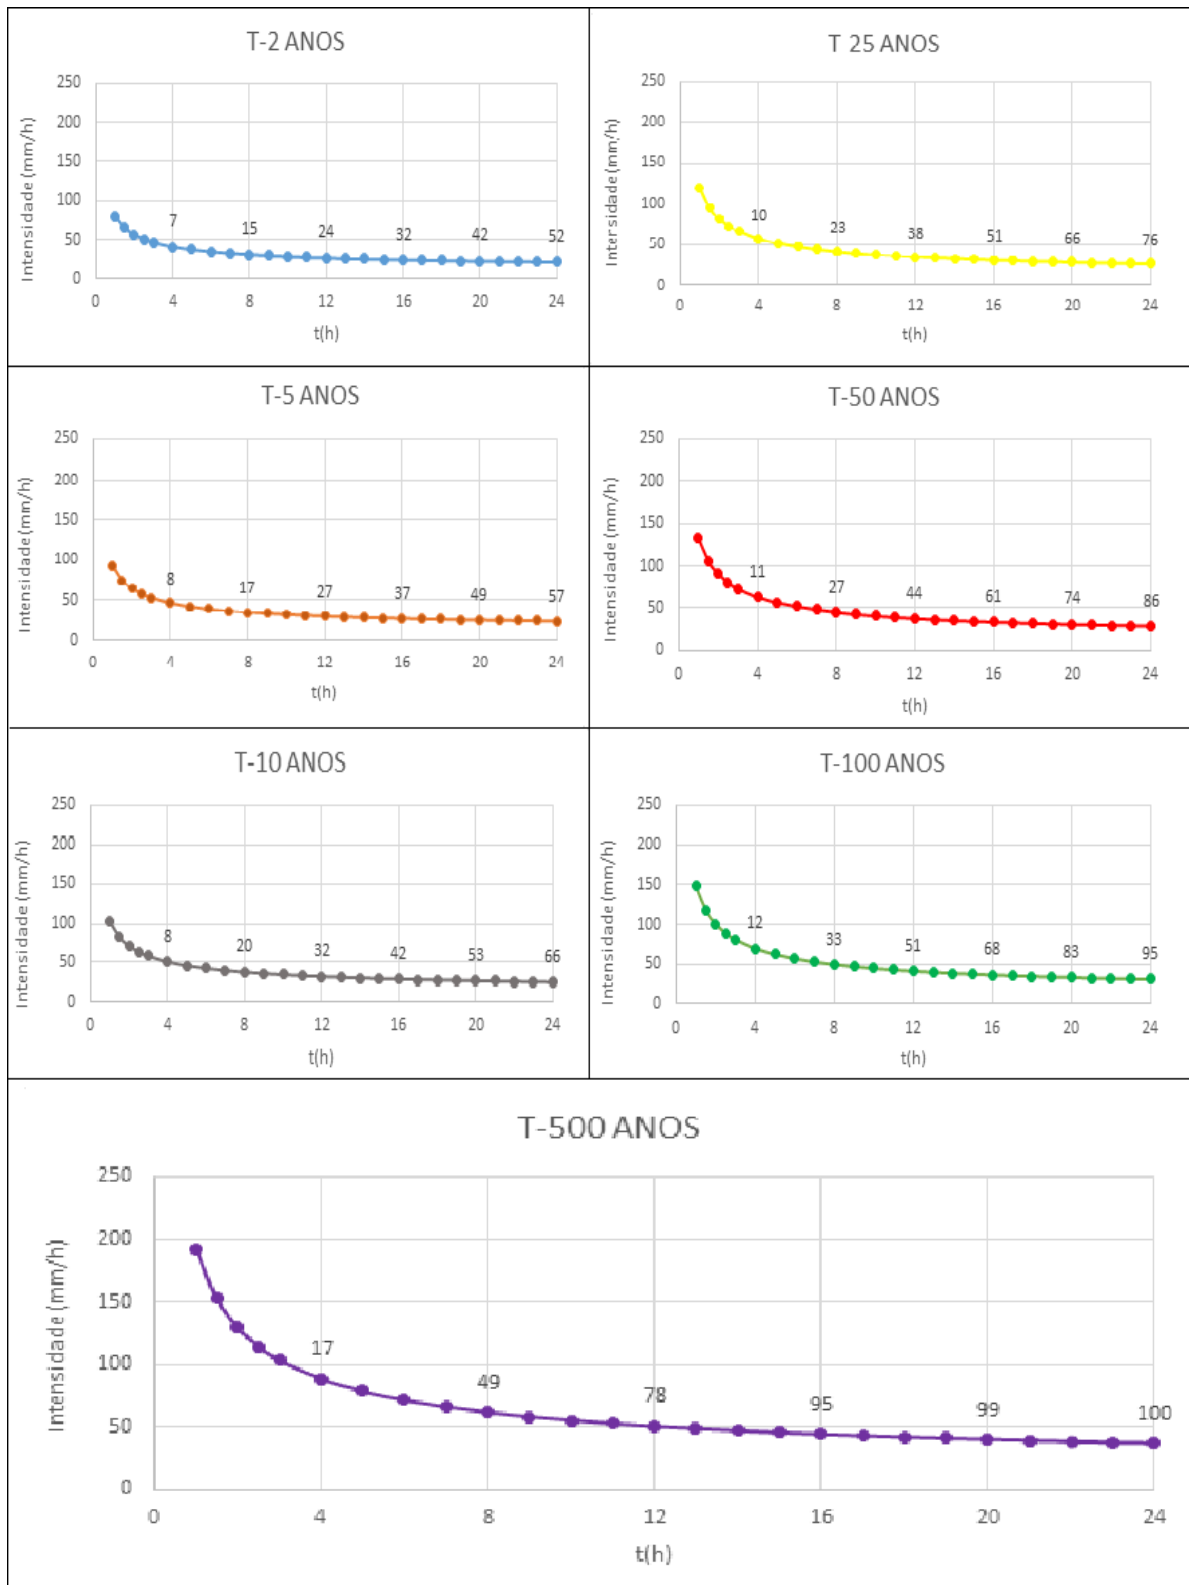 T-2 ANOS
Intensidade (mm/h)
250
200
150
100
50
0
7 15 24 32 42 52
0 4 8 12 16 20 24
t(h)
T 25 ANOS
Intersidade (mm/h)
250
200
150
100
50
0
10 23 38 51 66 76
0 4 8 12 16 20 24
t(h)
T-5 ANOS
Intensidade (mm/h)
250
200
150
100
50
0
8 17 27 37 49 57
0 4 8 12 16 20 24
t(h)
T-50 ANOS
Intensidade (mm/h)
250
200
150
100
50
0
11 27 44 61 74 86
0 4 8 12 16 20 24
t(h)
T-10 ANOS
Intensidade (mm/h)
250
200
150
100
50
0
8 20 32 42 53 66
0 4 8 12 16 20 24
t(h)
T-100 ANOS
Intensidade (mm/h)
250
200
150
100
50
0
12 33 51 68 83 95
0 4 8 12 16 20 24
t(h)
T-500 ANOS
Intensidade (mm/h)
250
200
150
100
50
0
17 49 78 95 99 100
0 4 8 12 16 20 24
t(h)